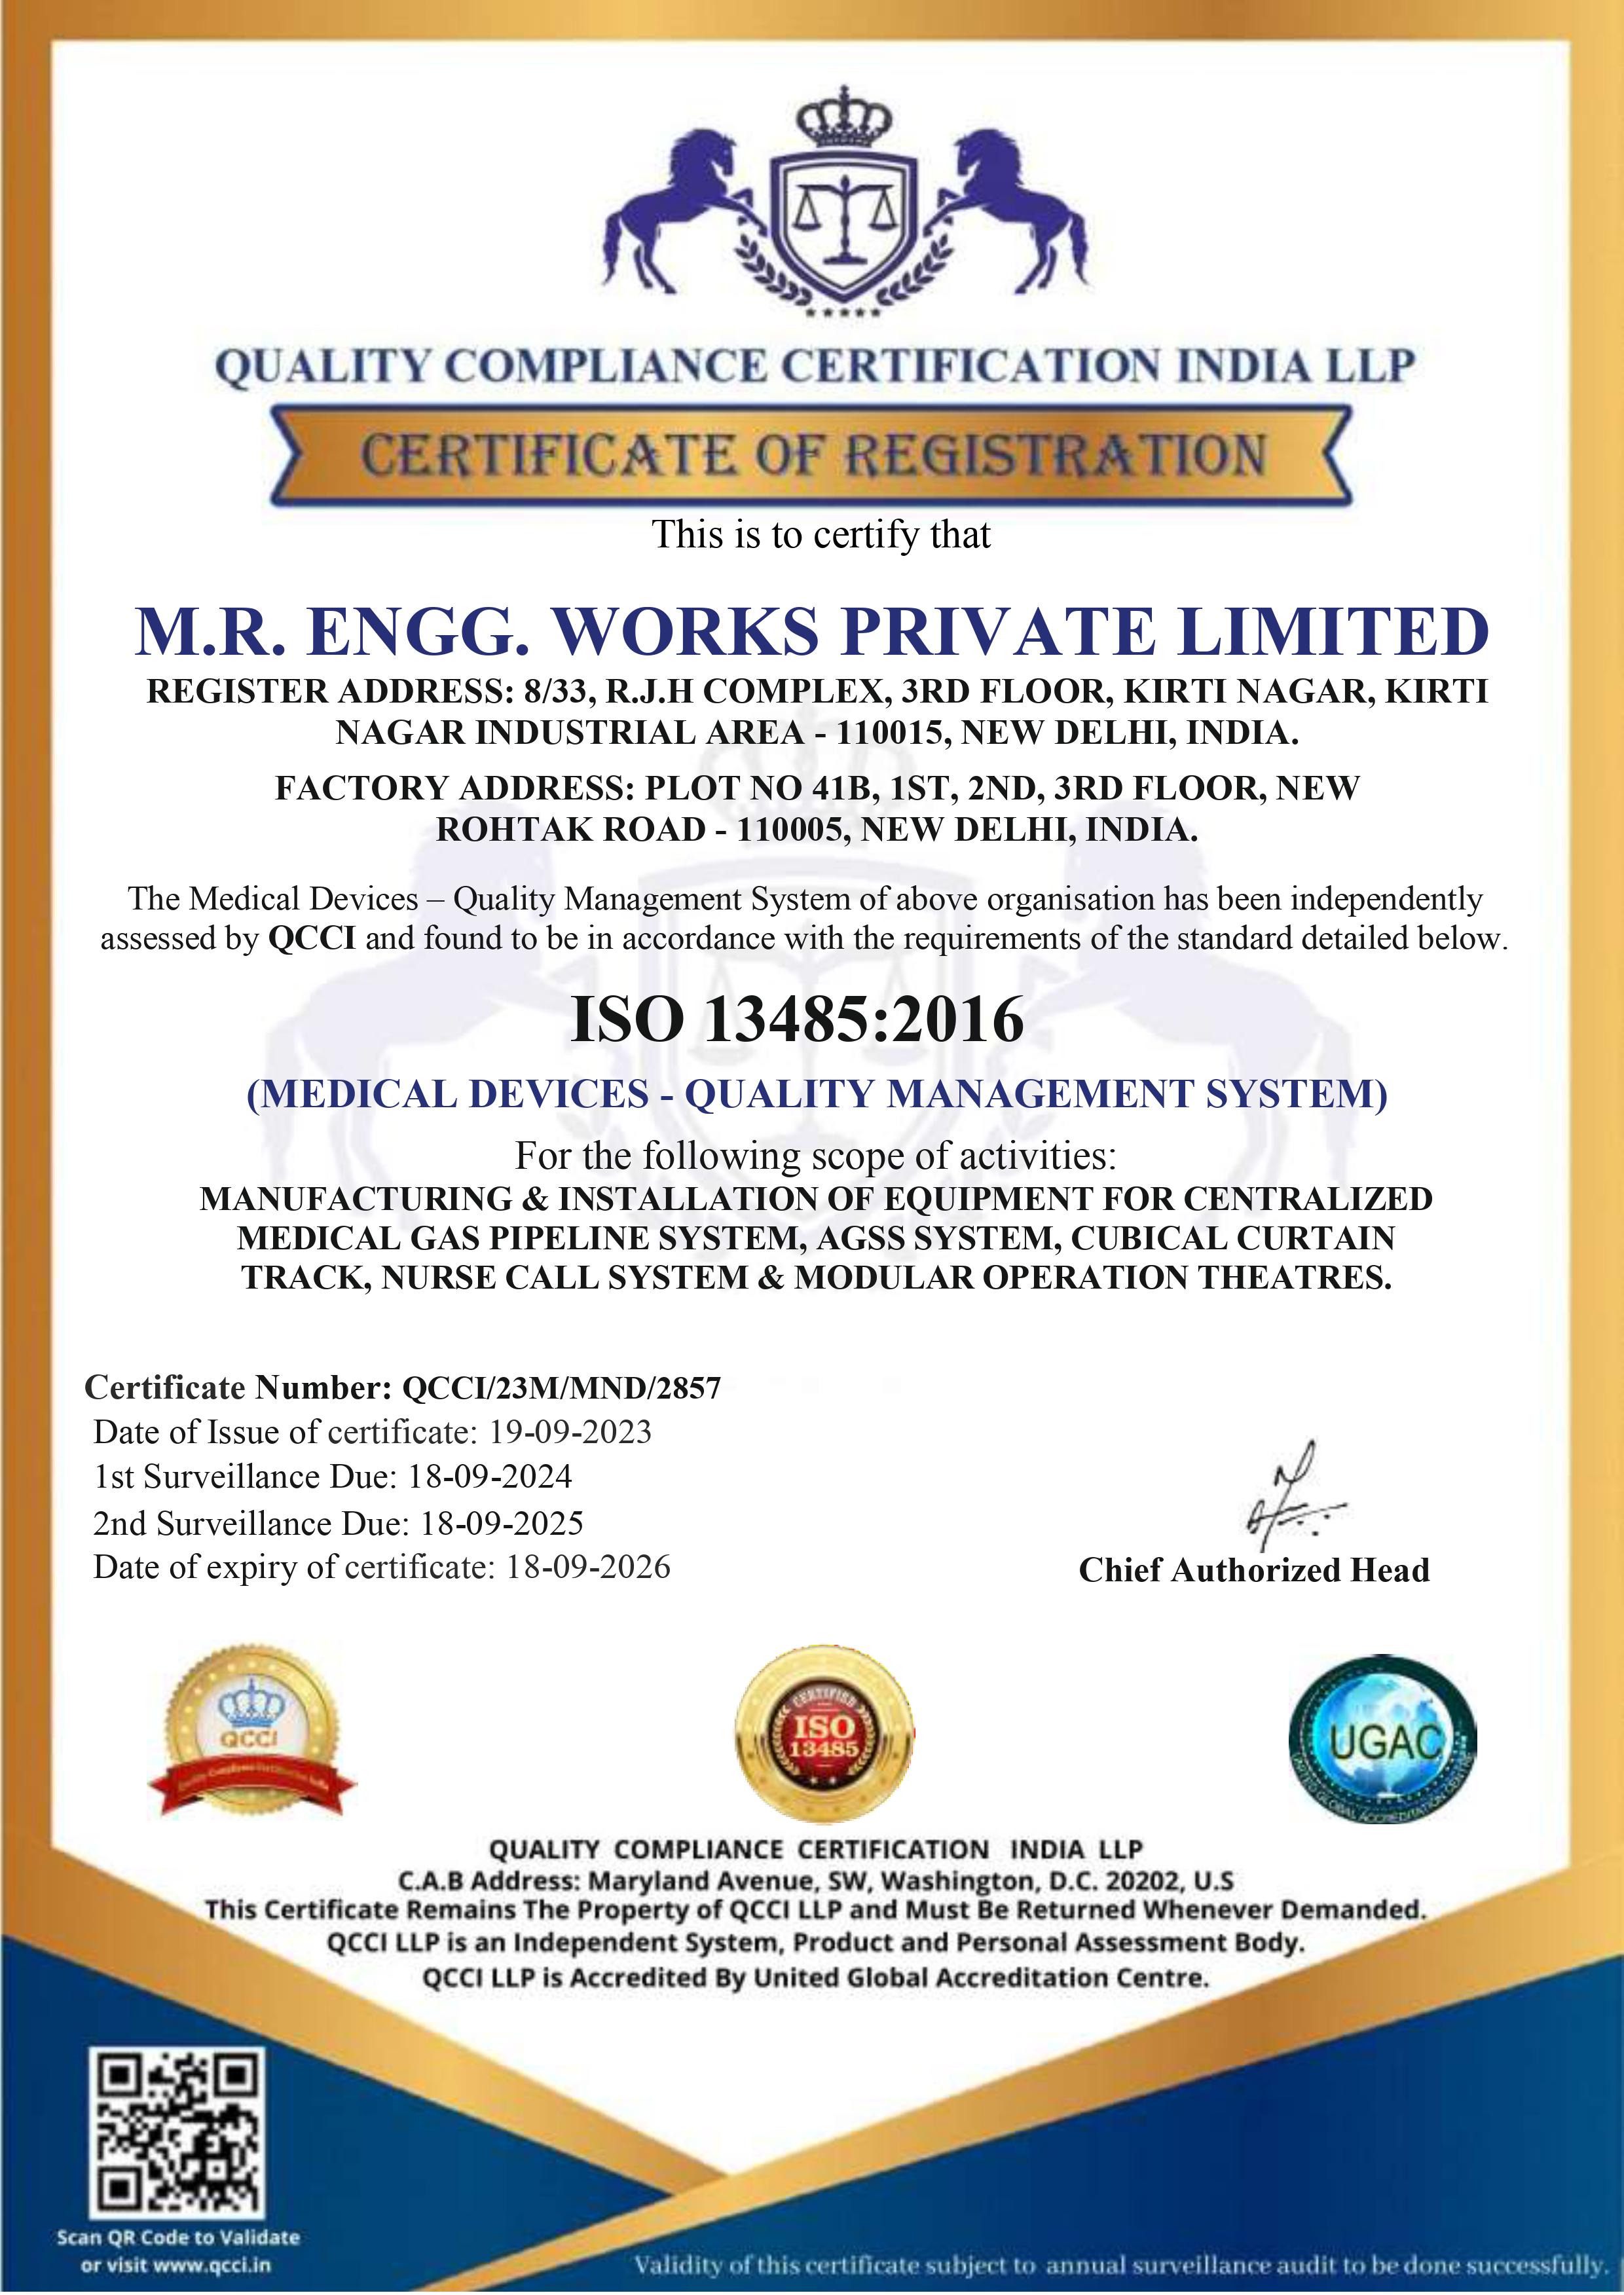 QUALITY COMPLIANCE CERTIFICATION INDIA LLP
CERTIFICATE OF REGISTRATION
This is to certify that
M.R. ENGG. WORKS PRIVATE LIMITED
REGISTER ADDRESS: 8/33, R.J.H COMPLEX, 3RD FLOOR, KIRTI NAGAR, KIRTI
NAGAR INDUSTRIAL AREA - 110015, NEW DELHI, INDIA.
FACTORY ADDRESS: PLOT NO 41B, 1ST, 2ND, 3RD FLOOR, NEW
ROHTAK ROAD - 110005, NEW DELHI, INDIA.
The Medical Devices – Quality Management System of above organisation has been independently
assessed by QCCI and found to be in accordance with the requirements of the standard detailed below.
ISO 13485:2016
(MEDICAL DEVICES - QUALITY MANAGEMENT SYSTEM)
For the following scope of activities:
MANUFACTURING & INSTALLATION OF EQUIPMENT FOR CENTRALIZED
MEDICAL GAS PIPELINE SYSTEM, AGSS SYSTEM, CUBICAL CURTAIN
TRACK, NURSE CALL SYSTEM & MODULAR OPERATION THEATRES.
Certificate Number: QCCI/23M/MND/2857
Date of Issue of certificate: 19-09-2023
1st Surveillance Due: 18-09-2024
2nd Surveillance Due: 18-09-2025
Date of expiry of certificate: 18-09-2026
Chief Authorized Head
QCCI
Quality Compliance Certification India
CERTIFIED
ISO
13485
UGAC
UNITED GLOBAL ACCREDITATION CENTRE
QUALITY COMPLIANCE CERTIFICATION INDIA LLP
C.A.B Address: Maryland Avenue, SW, Washington, D.C. 20202, U.S
This Certificate Remains The Property of QCCI LLP and Must Be Returned Whenever Demanded.
QCCI LLP is an Independent System, Product and Personal Assessment Body.
QCCI LLP is Accredited By United Global Accreditation Centre.
Scan QR Code to Validate
or visit www.qcci.in
Validity of this certificate subject to annual surveillance audit to be done successfully.